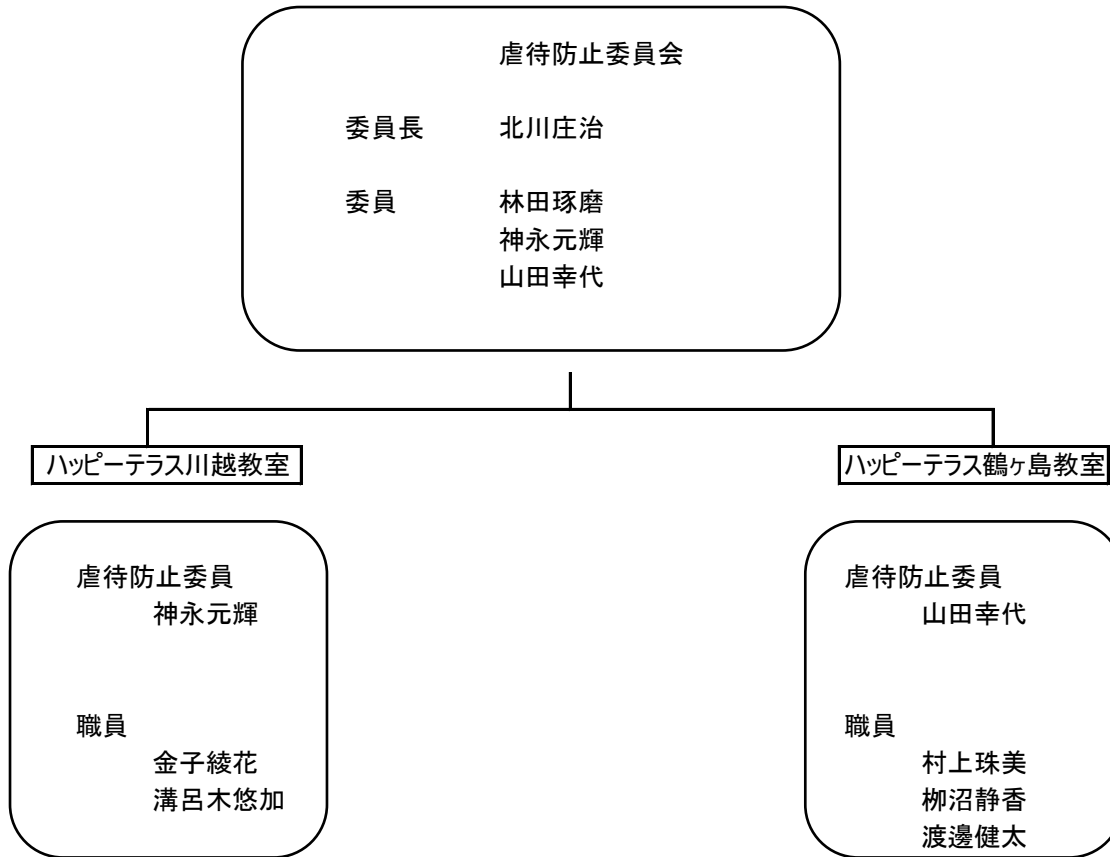 虐待防止委員会
委員長 北川庄治
委員 林田琢磨
神永元輝
山田幸代
ハッピーテラス川越教室
虐待防止委員
神永元輝
職員
金子綾花
溝呂木悠加
ハッピーテラス鶴ヶ島教室
虐待防止委員
山田幸代
職員
村上珠美
栁沼静香
渡邊健太